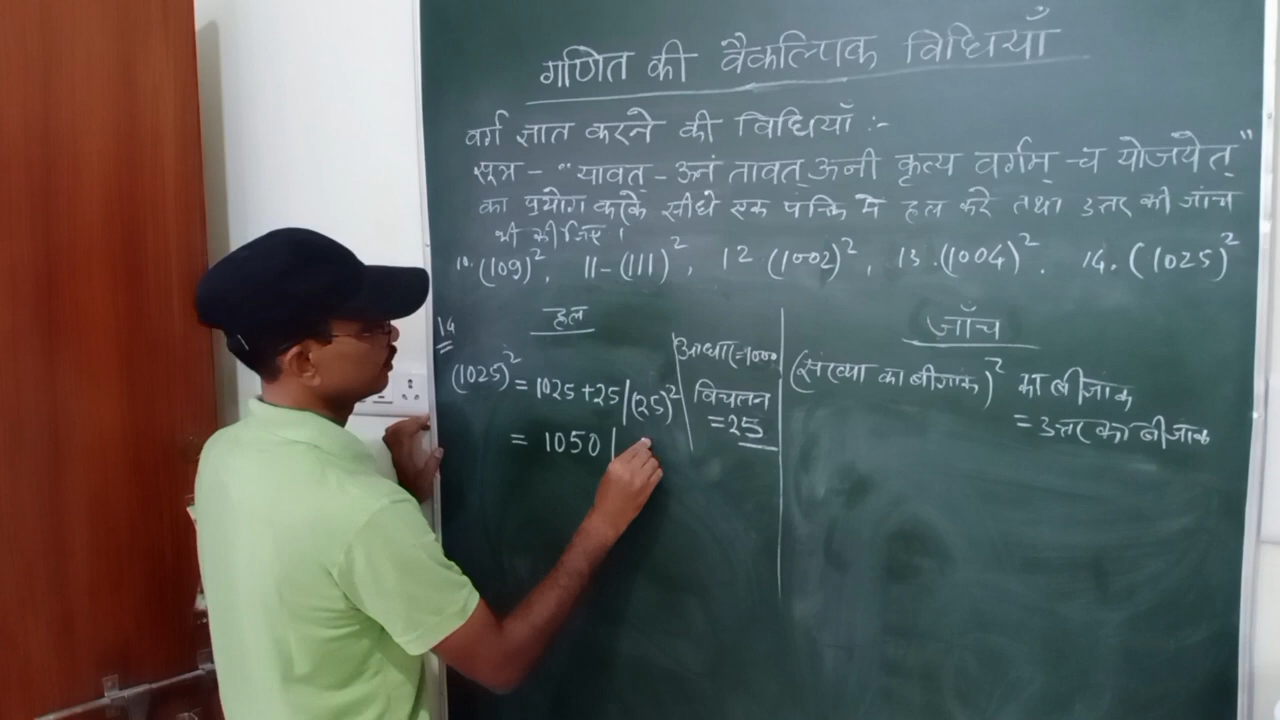 गणित की वैकल्पिक विधियाँ
वर्ग ज्ञात करने की विधियाँ :-
सूत्र - "यावत् - उनं तावत् उनी कृत्य वर्गम् - च योजयेत्"
का प्रयोग करके सीधे एक पंक्ति मे हल करे तथा उत्तर की जांच
भी कीजिए ।
10. (109)², 11 - (111)², 12 (1002)², 13. (1004)². 14. (1025)²
हल
14
(1025)² = 1025 + 25 / (25)²
= 1050 /
आधार = 1000
विचलन
= 25
जाँच
(संख्या का बीजांक)² का बीजांक
= उत्तर का बीजांक